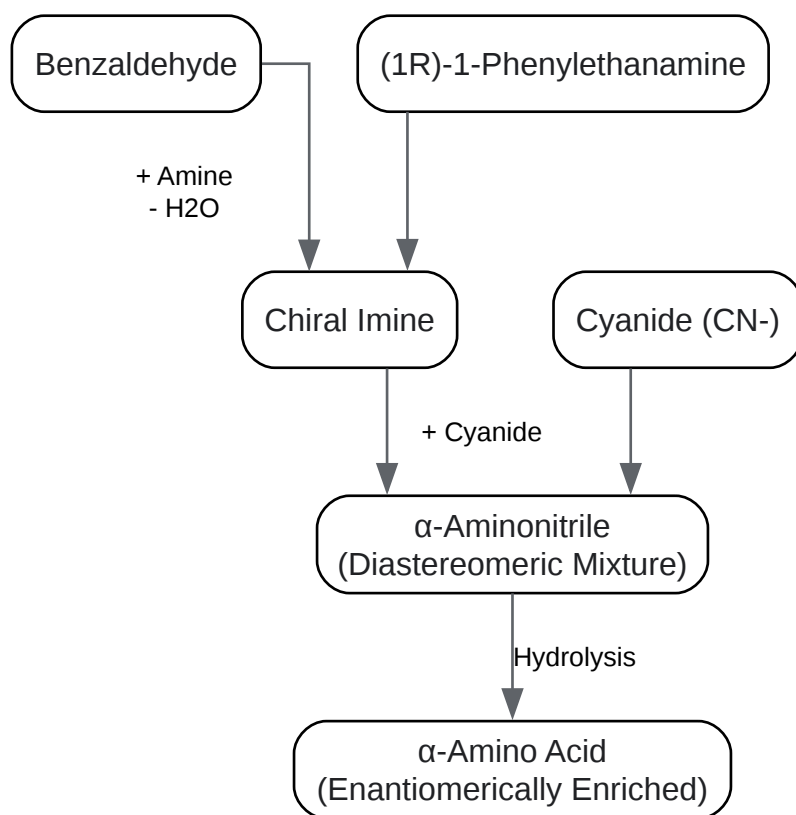 Benzaldehyde
(1R)-1-Phenylethanamine
+ Amine
- H2O
Chiral Imine
Cyanide (CN-)
+ Cyanide
α-Aminonitrile
(Diastereomeric Mixture)
Hydrolysis
α-Amino Acid
(Enantiomerically Enriched)